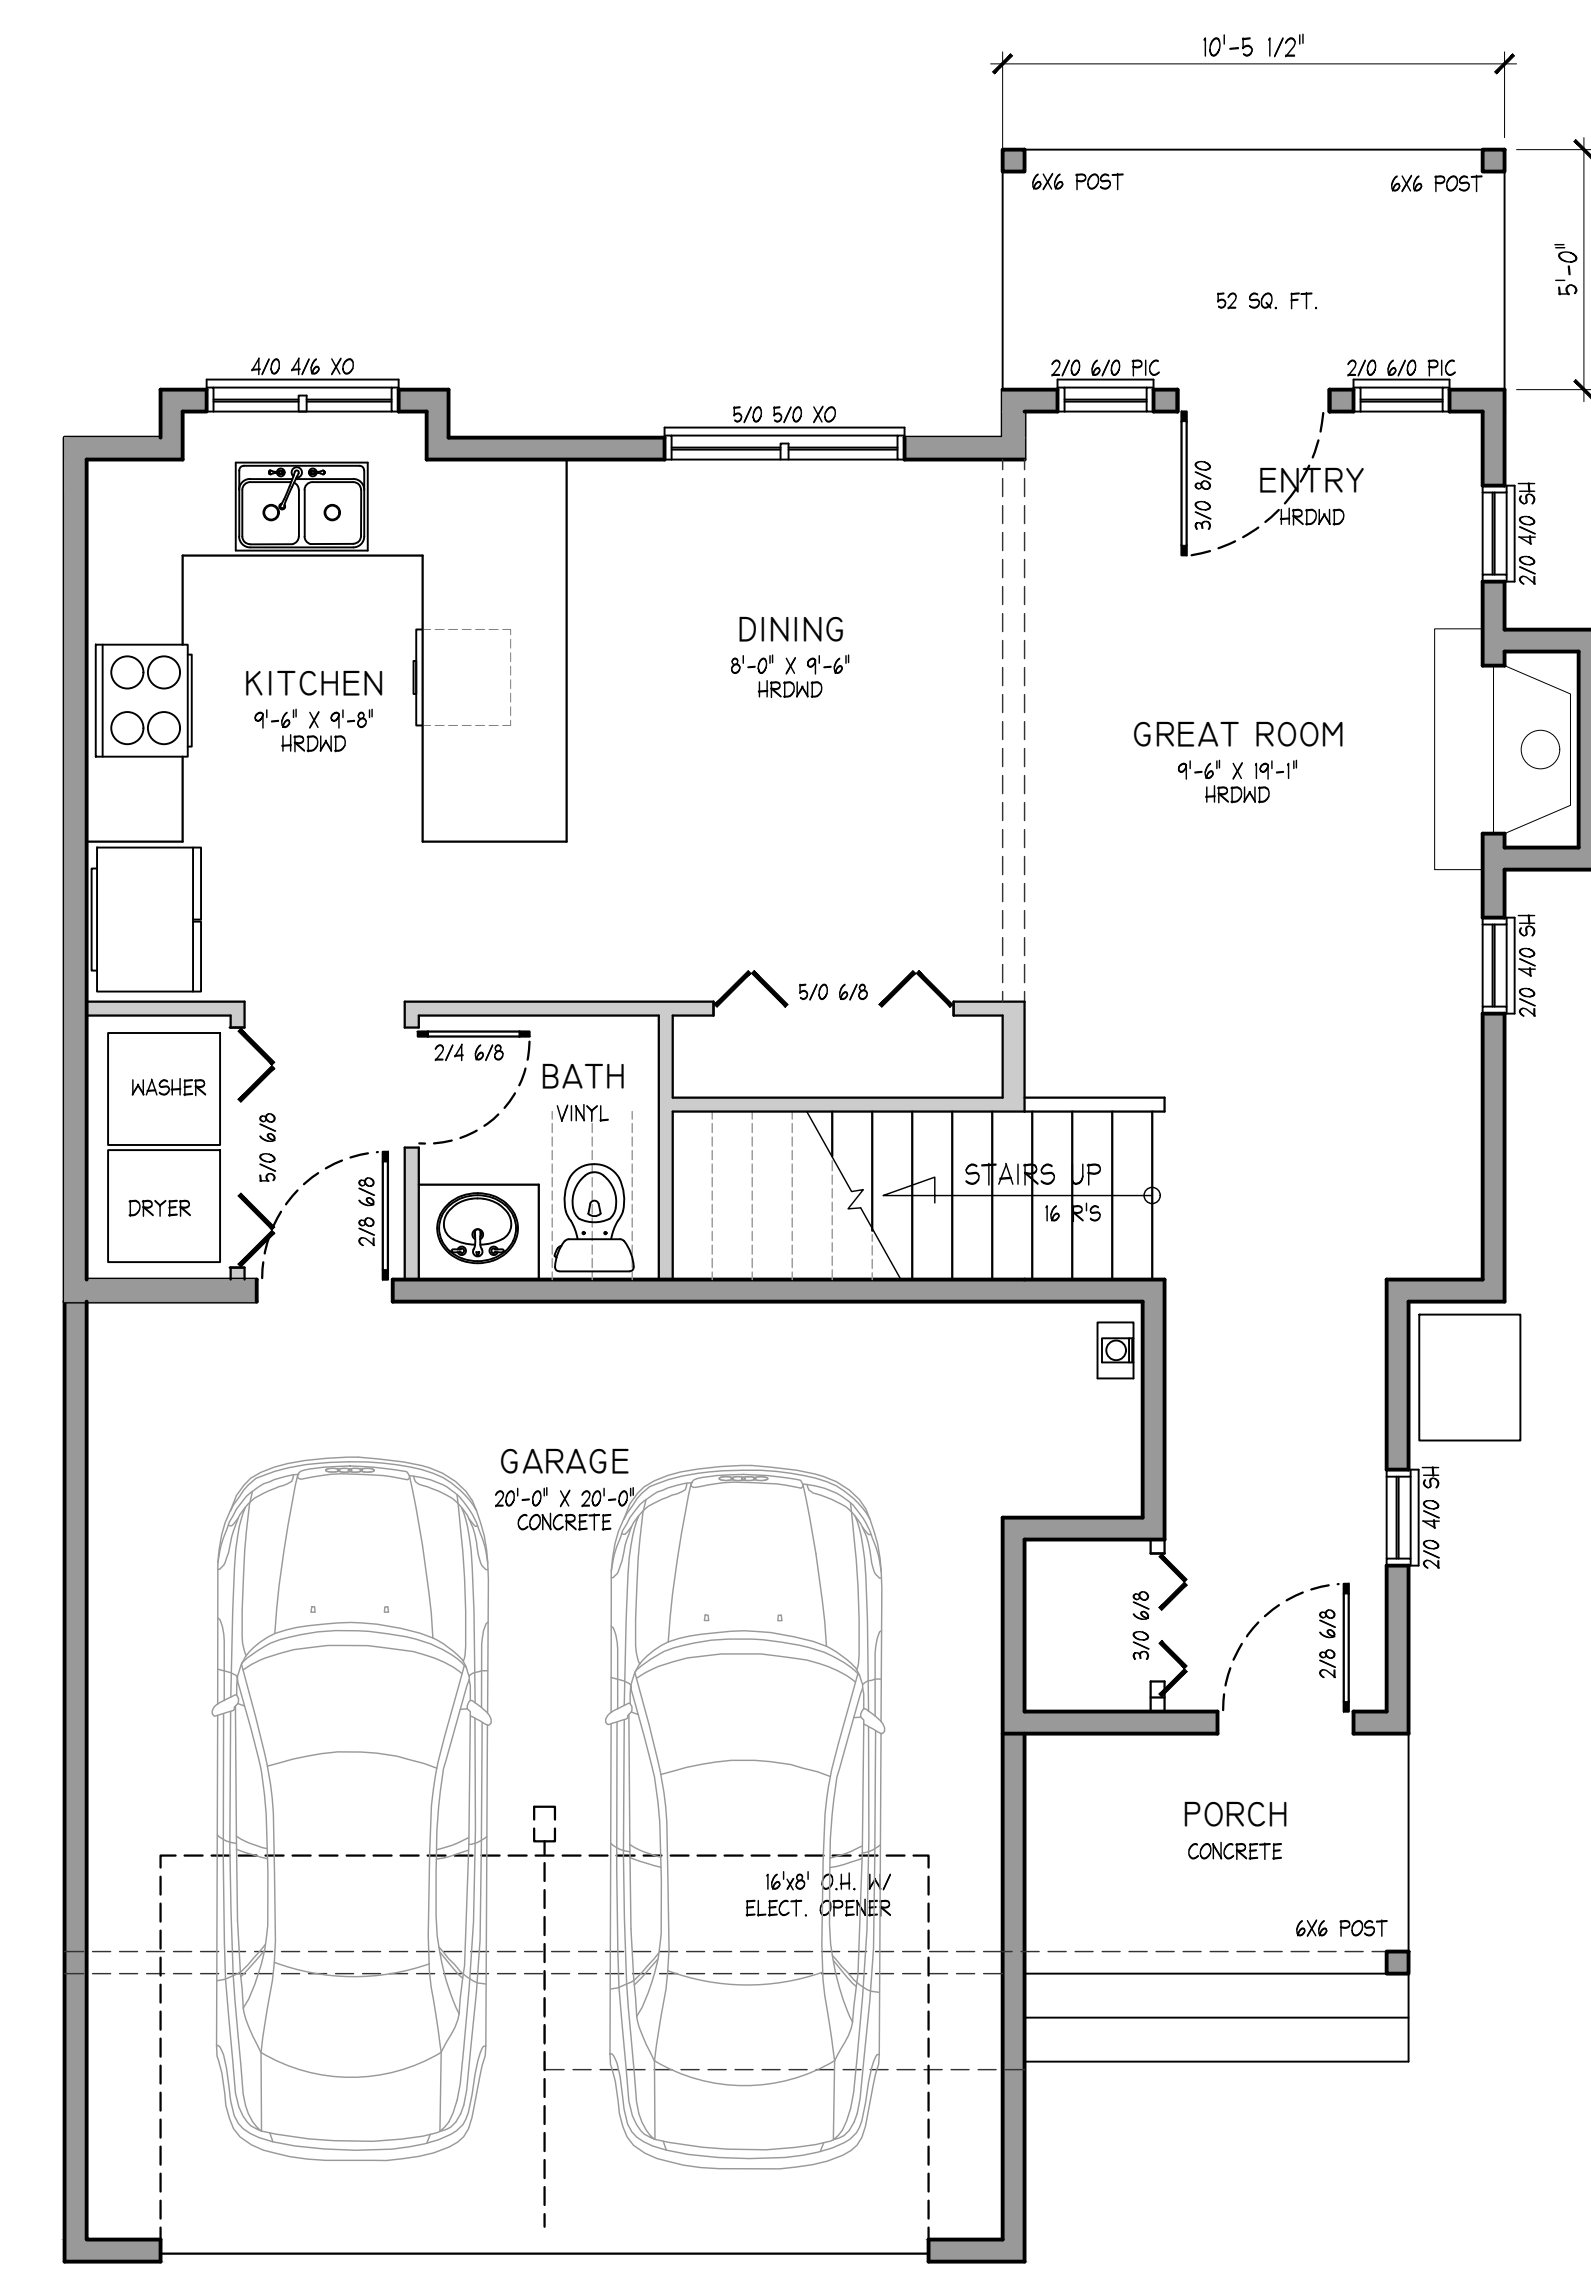 10'-5 1/2"
6X6 POST
6X6 POST
5'-0"
52 SQ. FT.
4/0 4/6 XO
2/0 6/0 PIC
2/0 6/0 PIC
5/0 5/0 XO
3/0 8/0
ENTRY
HRDWD
2/0 4/0 SH
DINING
8'-0" X 9'-6"
HRDWD
KITCHEN
9'-6" X 9'-8"
HRDWD
GREAT ROOM
9'-6" X 19'-1"
HRDWD
2/0 4/0 SH
5/0 6/8
2/4 6/8
BATH
VINYL
WASHER
5/0 6/8
DRYER
2/8 6/8
STAIRS UP
16 R'S
GARAGE
20'-0" X 20'-0"
CONCRETE
2/0 4/0 SH
3/0 6/8
2/8 6/8
PORCH
CONCRETE
16'x8' O.H. W/
ELECT. OPENER
6X6 POST